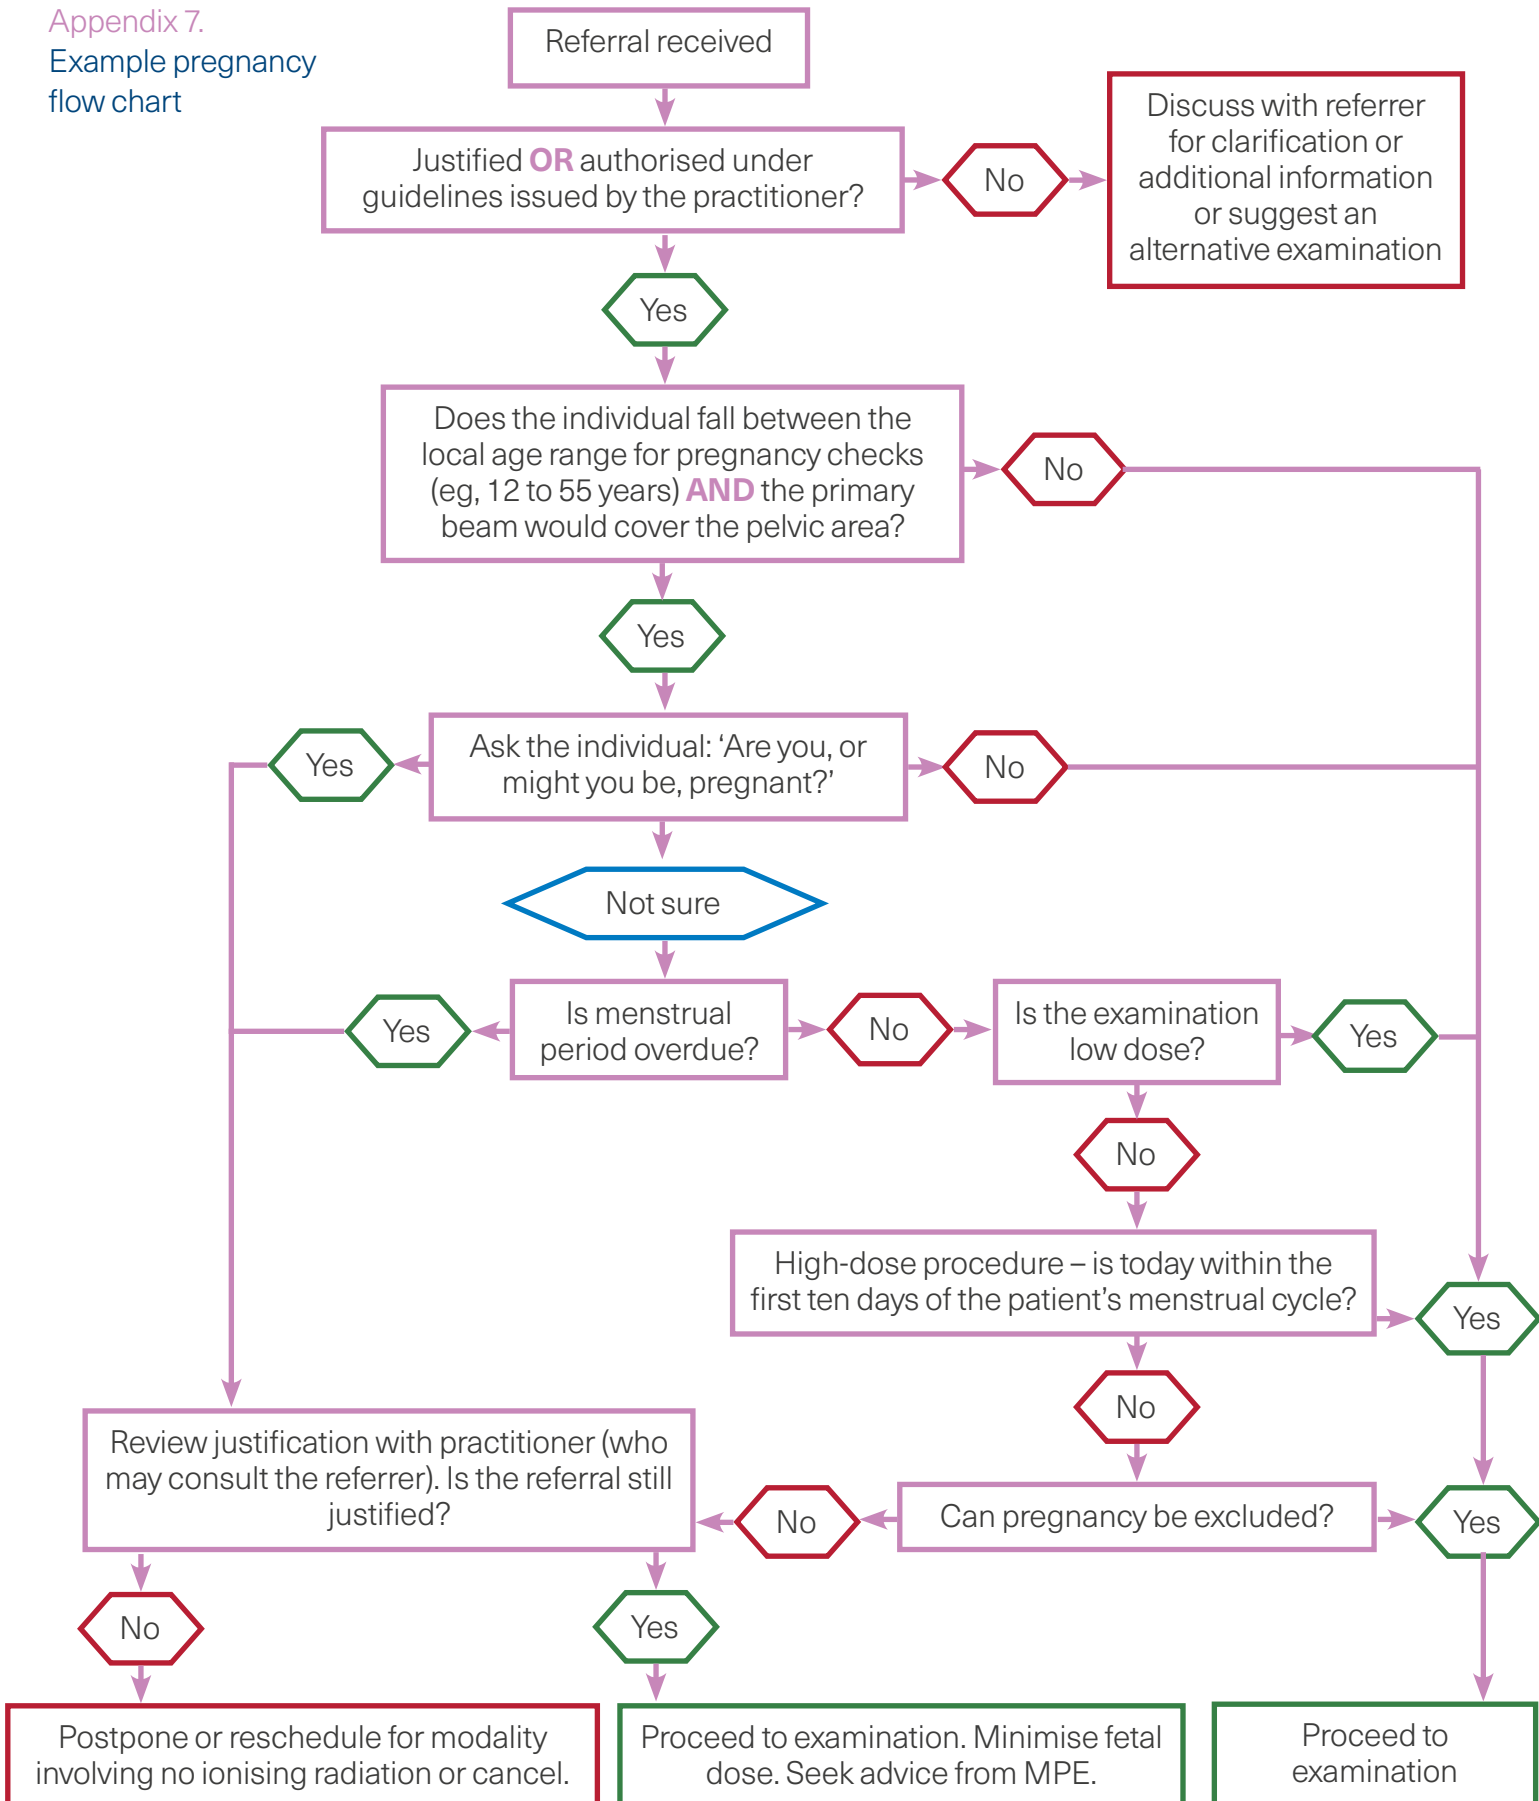 Appendix 7.
Example pregnancy
flow chart
Referral received
Justified OR authorised under
guidelines issued by the practitioner?
No
Discuss with referrer
for clarification or
additional information
or suggest an
alternative examination
Yes
Does the individual fall between the
local age range for pregnancy checks
(eg, 12 to 55 years) AND the primary
beam would cover the pelvic area?
No
Yes
Yes
Ask the individual: ‘Are you, or
might you be, pregnant?’
No
Not sure
Yes
Is menstrual
period overdue?
No
Is the examination
low dose?
Yes
No
High-dose procedure – is today within the
first ten days of the patient’s menstrual cycle?
Yes
No
Review justification with practitioner (who
may consult the referrer). Is the referral still
justified?
No
Can pregnancy be excluded?
Yes
No
Yes
Postpone or reschedule for modality
involving no ionising radiation or cancel.
Proceed to examination. Minimise fetal
dose. Seek advice from MPE.
Proceed to
examination